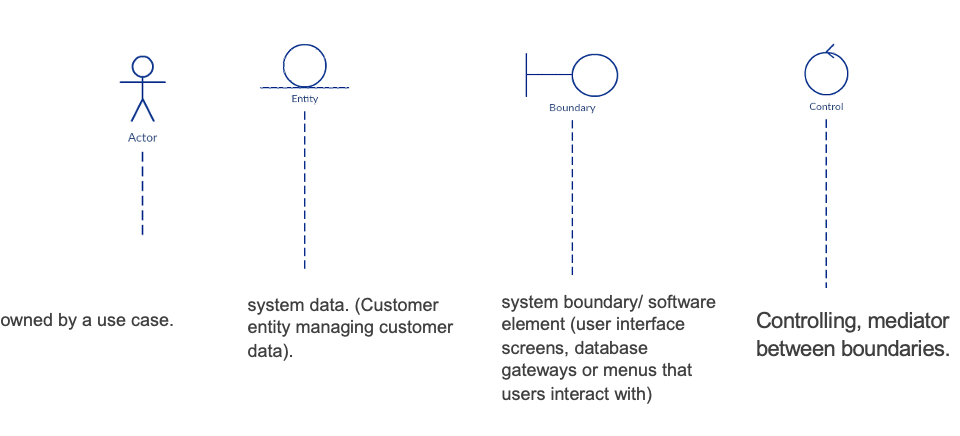 Actor
Entity
Boundary
Control
owned by a use case.
system data. (Customer
entity managing customer
data).
system boundary/ software
element (user interface
screens, database
gateways or menus that
users interact with)
Controlling, mediator
between boundaries.